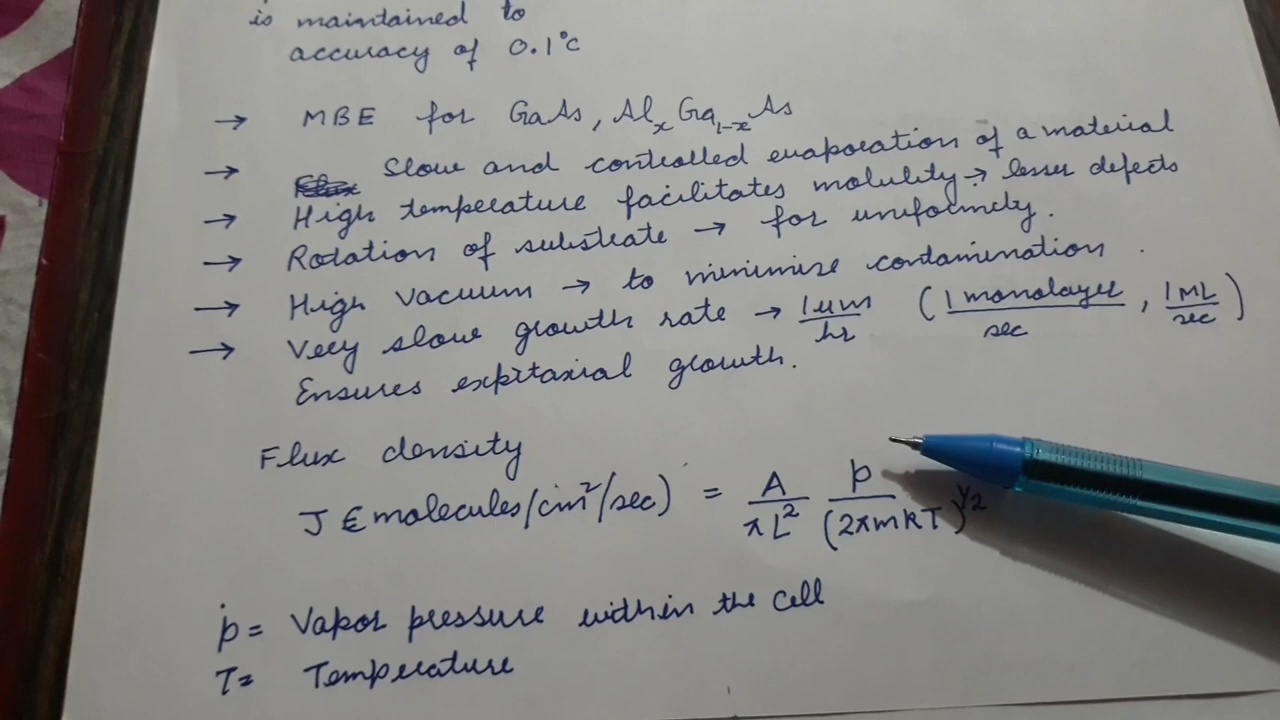 is maintained to
accuracy of 0.1°c
→ MBE for GaAs, AlₓGa₁₋ₓAs
→ Slow and controlled evaporation of a material
→ High temperature facilitates molulity → lesser defects
→ Rotation of substrate → for uniformity.
→ High vacuum → to minimize contamination.
→ Very slow growth rate → 1um/hr (1 monolayer/sec, 1ML/sec)
Ensures expitaxial growth.
Flux density
J (molecules/cm²/sec) = A/πL² p/(2πmkT)^1/2
p = Vapor pressure within the cell
T = Temperature